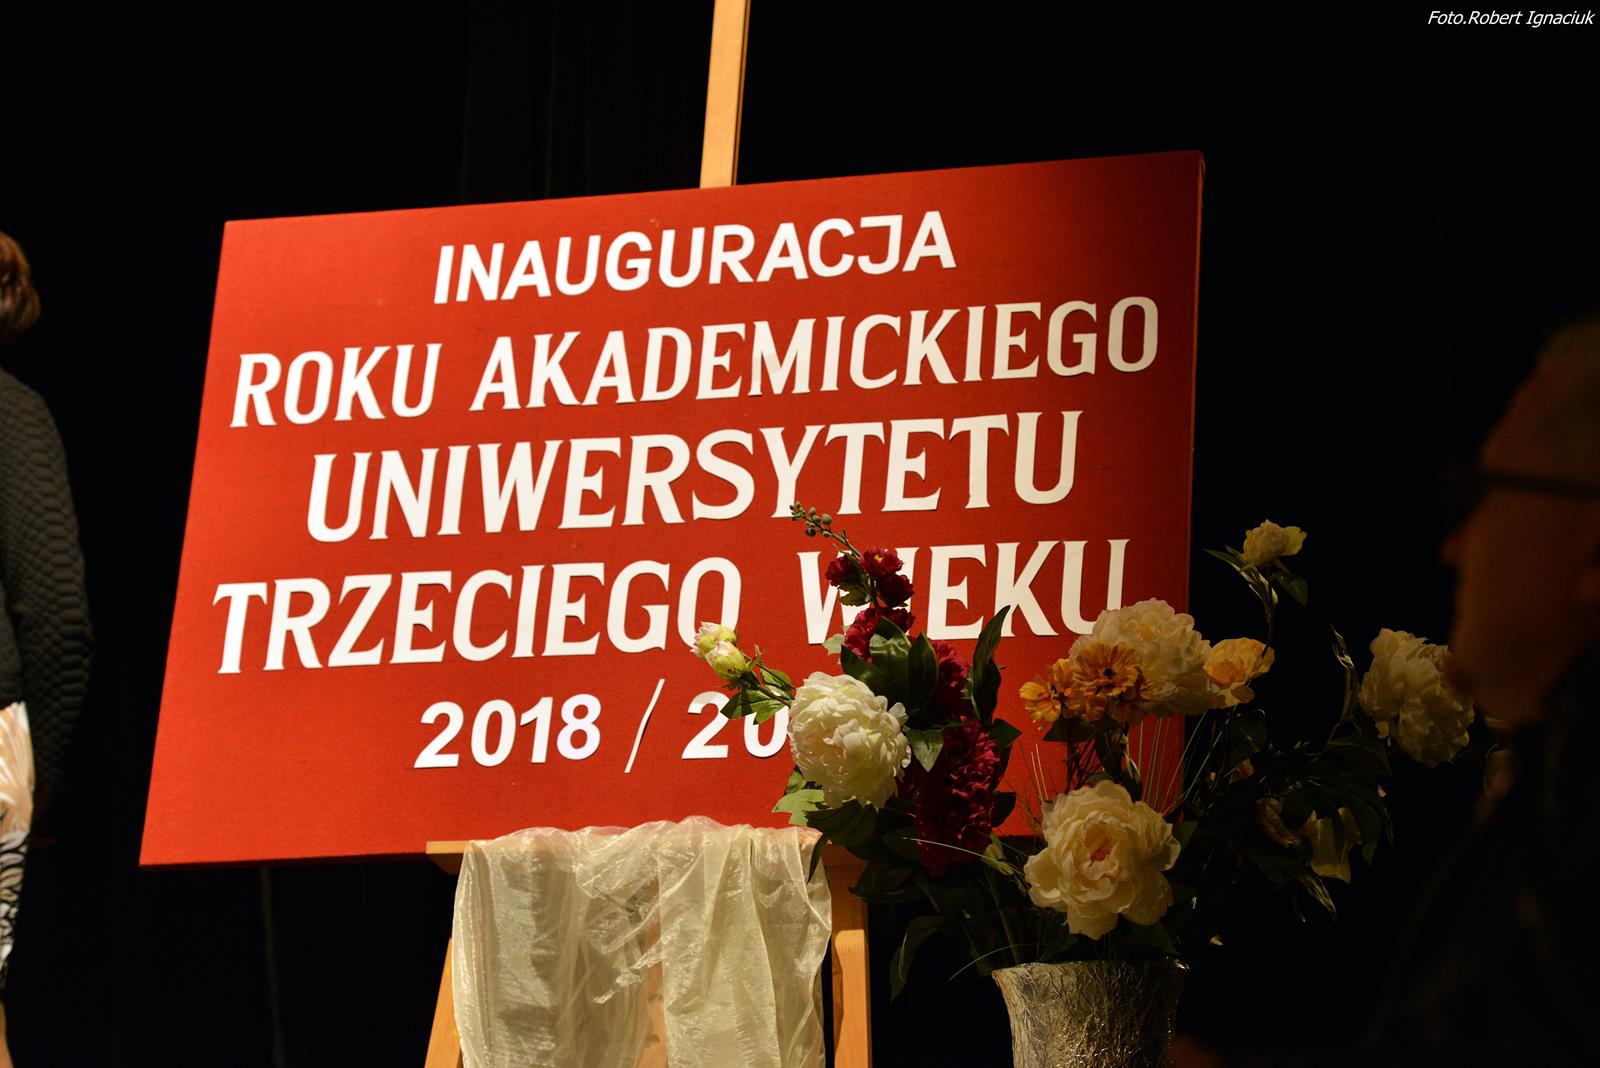 Foto.Robert Ignaciuk
INAUGURACJA
ROKU AKADEMICKIEGO
UNIWERSYTETU
TRZECIEGO WIEKU
2018 / 20